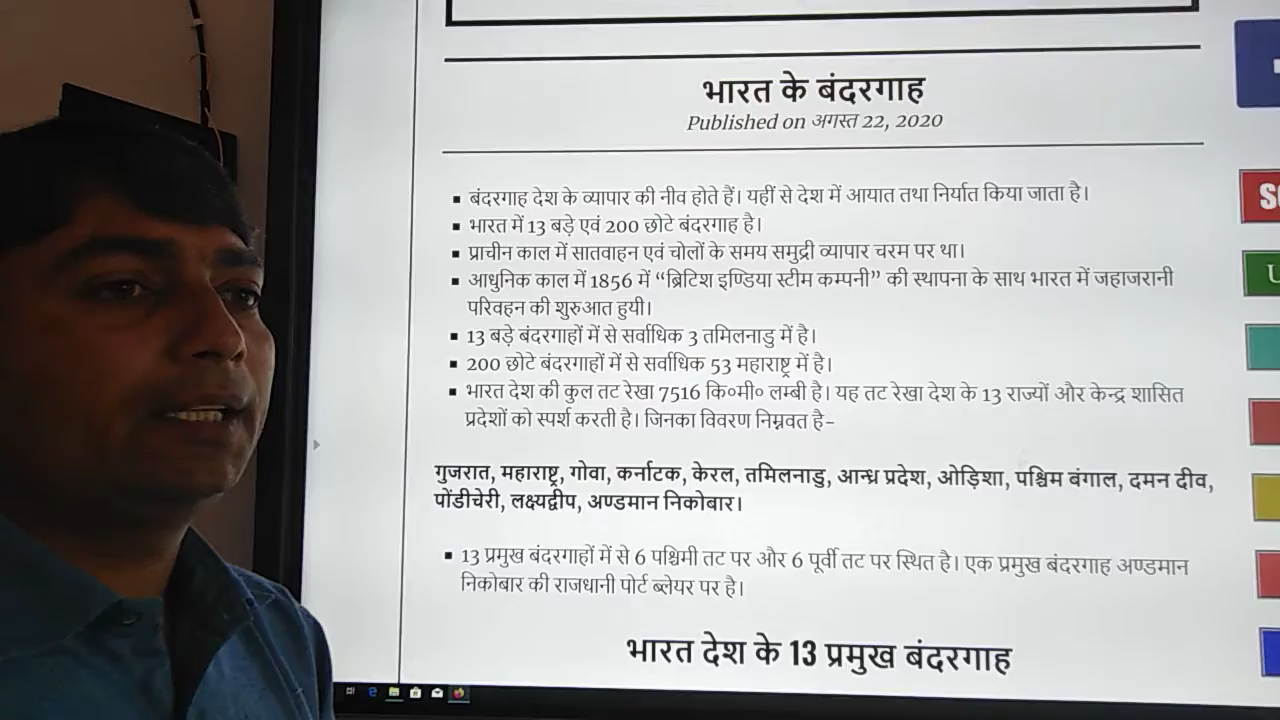 भारत के बंदरगाह
Published on अगस्त 22, 2020
▪ बंदरगाह देश के व्यापार की नीव होते हैं। यहीं से देश में आयात तथा निर्यात किया जाता है।
▪ भारत में 13 बड़े एवं 200 छोटे बंदरगाह है।
▪ प्राचीन काल में सातवाहन एवं चोलों के समय समुद्री व्यापार चरम पर था।
▪ आधुनिक काल में 1856 में “ब्रिटिश इण्डिया स्टीम कम्पनी” की स्थापना के साथ भारत में जहाजरानी
परिवहन की शुरुआत हुयी।
▪ 13 बड़े बंदरगाहों में से सर्वाधिक 3 तमिलनाडु में है।
▪ 200 छोटे बंदरगाहों में से सर्वाधिक 53 महाराष्ट्र में है।
▪ भारत देश की कुल तट रेखा 7516 कि०मी० लम्बी है। यह तट रेखा देश के 13 राज्यों और केन्द्र शासित
प्रदेशों को स्पर्श करती है। जिनका विवरण निम्नवत है-
गुजरात, महाराष्ट्र, गोवा, कर्नाटक, केरल, तमिलनाडु, आन्ध्र प्रदेश, ओड़िशा, पश्चिम बंगाल, दमन दीव,
पोंडीचेरी, लक्ष्यद्वीप, अण्डमान निकोबार।
▪ 13 प्रमुख बंदरगाहों में से 6 पश्चिमी तट पर और 6 पूर्वी तट पर स्थित है। एक प्रमुख बंदरगाह अण्डमान
निकोबार की राजधानी पोर्ट ब्लेयर पर है।
भारत देश के 13 प्रमुख बंदरगाह